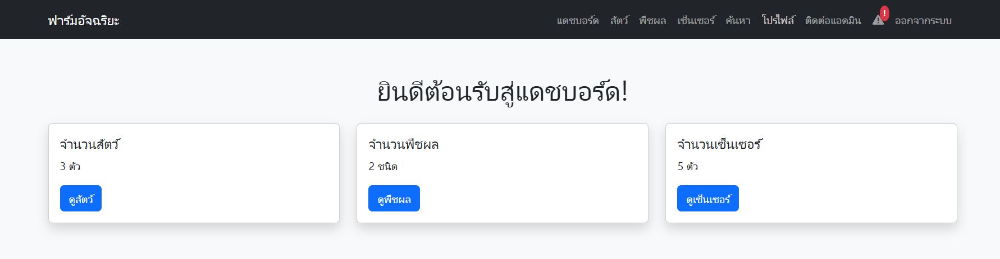 ฟาร์มอัจฉริยะ
แดชบอร์ด สัตว์ พืชผล เซ็นเซอร์ ค้นหา โปรไฟล์ ติดต่อแอดมิน ! ออกจากระบบ
ยินดีต้อนรับสู่แดชบอร์ด!
จำนวนสัตว์
3 ตัว
ดูสัตว์
จำนวนพืชผล
2 ชนิด
ดูพืชผล
จำนวนเซ็นเซอร์
5 ตัว
ดูเซ็นเซอร์